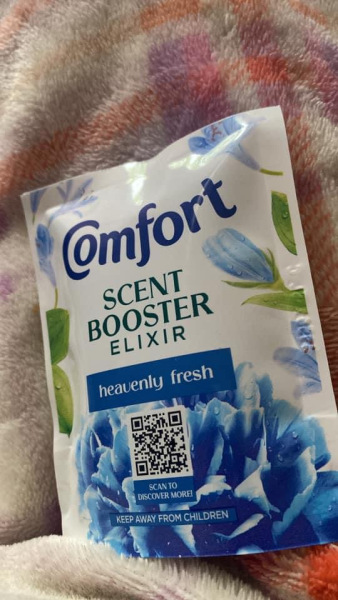 Comfort
SCENT
BOOSTER
ELIXIR
heavenly fresh
SCAN TO
DISCOVER MORE!
KEEP AWAY FROM CHILDREN